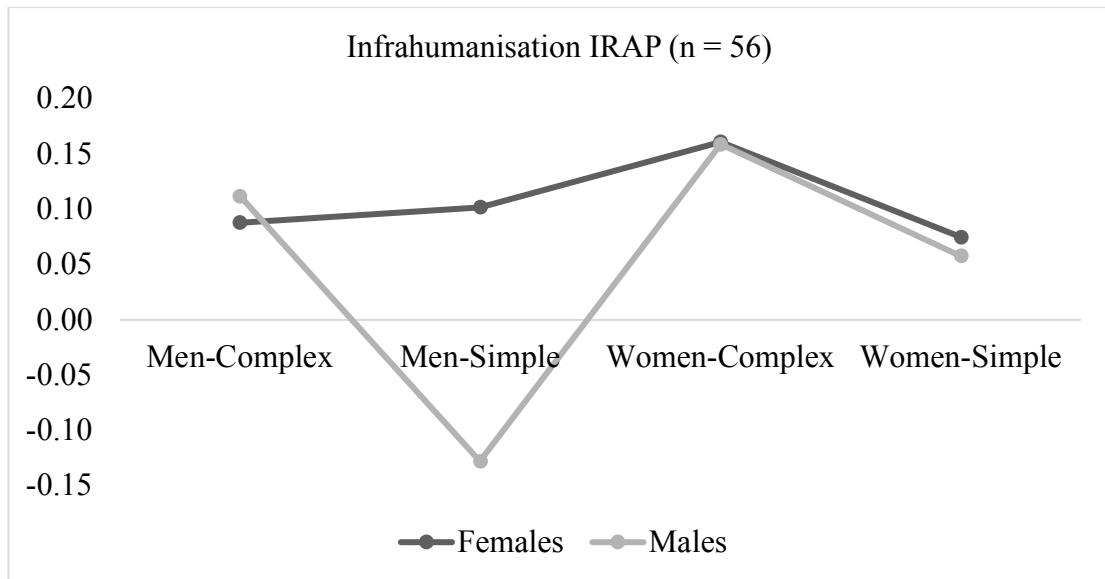 Infrahumanisation IRAP (n = 56)
0.20
0.15
0.10
0.05
0.00
Men-Complex Men-Simple Women-Complex Women-Simple
-0.05
-0.10
-0.15
Females Males